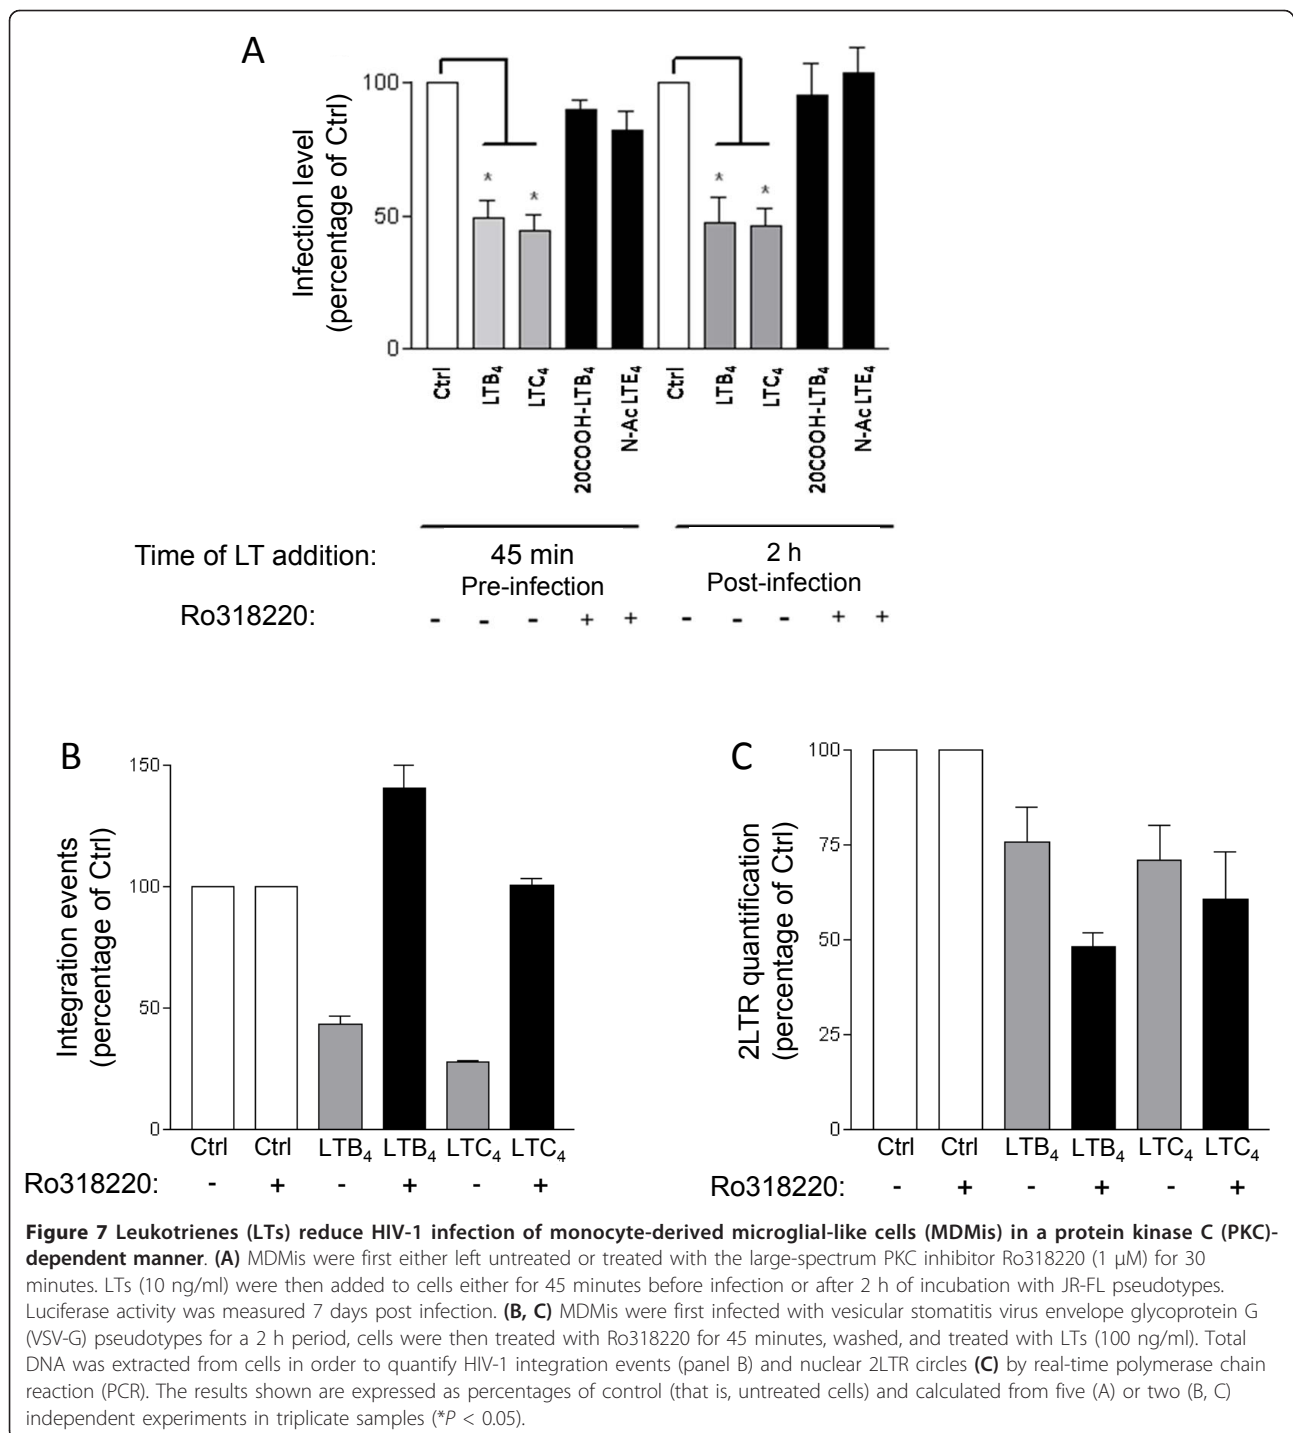 A
Infection level
(percentage of Ctrl)
100
50
0
Ctrl
LTB4
LTC4
20COOH-LTB4
N-Ac LTE4
Ctrl
LTB4
LTC4
20COOH-LTB4
N-Ac LTE4
* * * *
Time of LT addition: 45 min 2 h
Pre-infection Post-infection
Ro318220: - - - + + - - - + +
B
Integration events
(percentage of Ctrl)
150
100
50
0
Ctrl Ctrl LTB4 LTB4 LTC4 LTC4
Ro318220: - + - + - +
C
2LTR quantification
(percentage of Ctrl)
100
75
50
25
0
Ctrl Ctrl LTB4 LTB4 LTC4 LTC4
Ro318220: - + - + - +
Figure 7 Leukotrienes (LTs) reduce HIV-1 infection of monocyte-derived microglial-like cells (MDMis) in a protein kinase C (PKC)-
dependent manner. (A) MDMis were first either left untreated or treated with the large-spectrum PKC inhibitor Ro318220 (1 μM) for 30
minutes. LTs (10 ng/ml) were then added to cells either for 45 minutes before infection or after 2 h of incubation with JR-FL pseudotypes.
Luciferase activity was measured 7 days post infection. (B, C) MDMis were first infected with vesicular stomatitis virus envelope glycoprotein G
(VSV-G) pseudotypes for a 2 h period, cells were then treated with Ro318220 for 45 minutes, washed, and treated with LTs (100 ng/ml). Total
DNA was extracted from cells in order to quantify HIV-1 integration events (panel B) and nuclear 2LTR circles (C) by real-time polymerase chain
reaction (PCR). The results shown are expressed as percentages of control (that is, untreated cells) and calculated from five (A) or two (B, C)
independent experiments in triplicate samples (*P < 0.05).